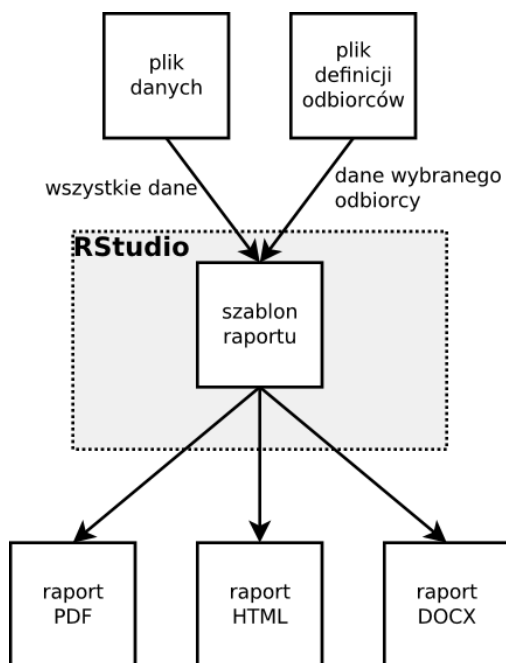 plik
danych
plik
definicji
odbiorców
wszystkie dane
dane wybranego
odbiorcy
RStudio
szablon
raportu
raport
PDF
raport
HTML
raport
DOCX